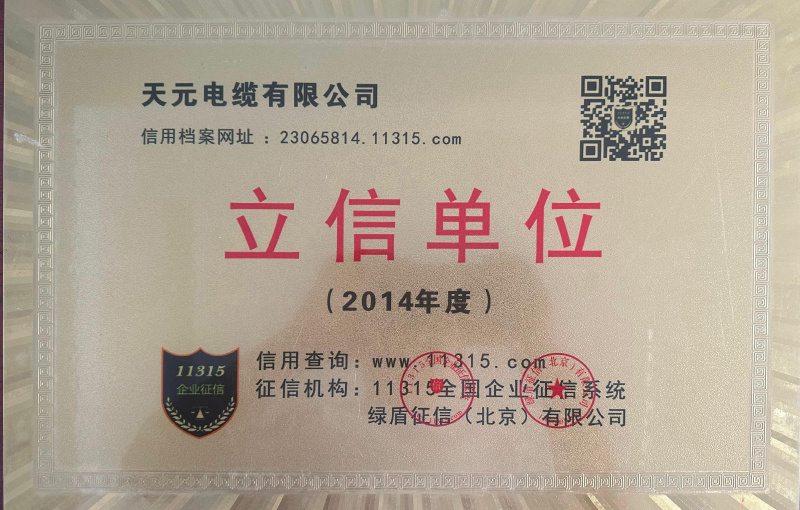 天元电缆有限公司
信用档案网址：23065814.11315.com
立信单位
（2014年度）
11315
企业征信
信用查询：www.11315.com
征信机构：11315全国企业征信系统
绿盾征信（北京）有限公司